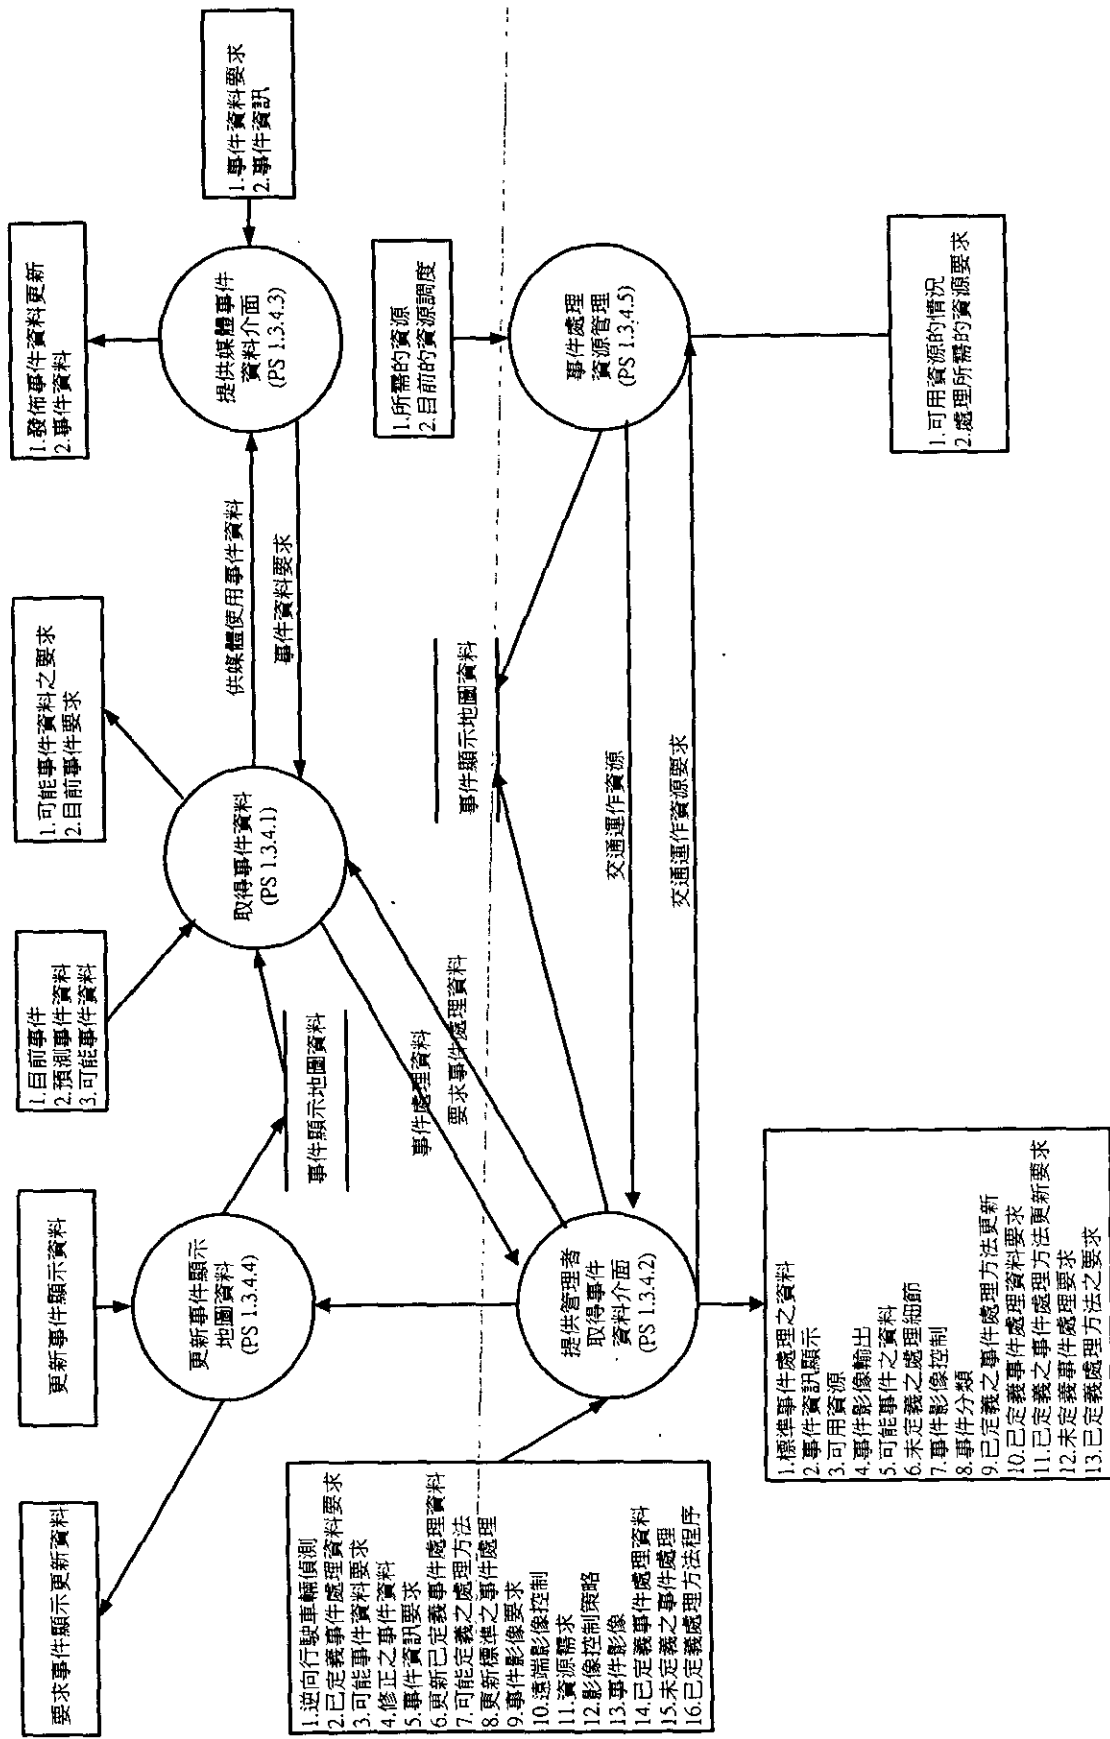 要求事件顯示更新資料
更新事件顯示資料
1.目前事件
2.預測事件資料
3.可能事件資料
1.可能事件資料之要求
2.目前事件要求
1.發佈事件資料更新
2.事件資料
1.事件資料要求
2.事件資訊
更新事件顯示
地圖資料
(PS 1.3.4.4)
取得事件資料
(PS 1.3.4.1)
提供媒體事件
資料介面
(PS 1.3.4.3)
供媒體使用事件資料
事件資料要求
事件顯示地圖資料
事件處理資料
要求事件處理資料
事件顯示地圖資料
1.所需的資源
2.目前的資源調度
1.逆向行駛車輛偵測
2.已定義事件處理資料要求
3.可能事件資料要求
4.修正之事件資料
5.事件資訊要求
6.更新已定義事件處理資料
7.可能定義之處理方法
8.更新標準之事件處理
9.事件影像要求
10.遠端影像控制
11.資源需求
12.影像控制策略
13.事件影像
14.已定義事件處理資料
15.未定義之事件處理
16.已定義處理方法程序
提供管理者
取得事件
資料介面
(PS 1.3.4.2)
事件處理
資源管理
(PS 1.3.4.5)
交通運作資源
交通運作資源要求
1.標準事件處理之資料
2.事件資訊顯示
3.可用資源
4.事件影像輸出
5.可能事件之資料
6.未定義之處理細節
7.事件影像控制
8.事件分類
9.已定義之事件處理方法更新
10.已定義事件處理資料要求
11.已定義之事件處理方法更新要求
12.未定義事件處理要求
13.已定義處理方法之要求
1.可用資源的情況
2.處理所需的資源要求